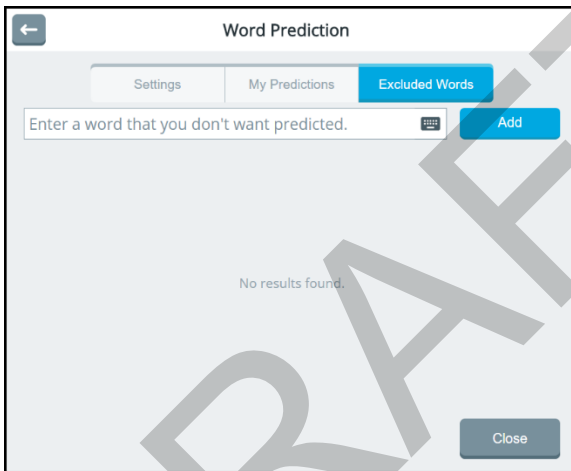 Word Prediction
Settings My Predictions Excluded Words
Enter a word that you don't want predicted. Add
No results found.
Close